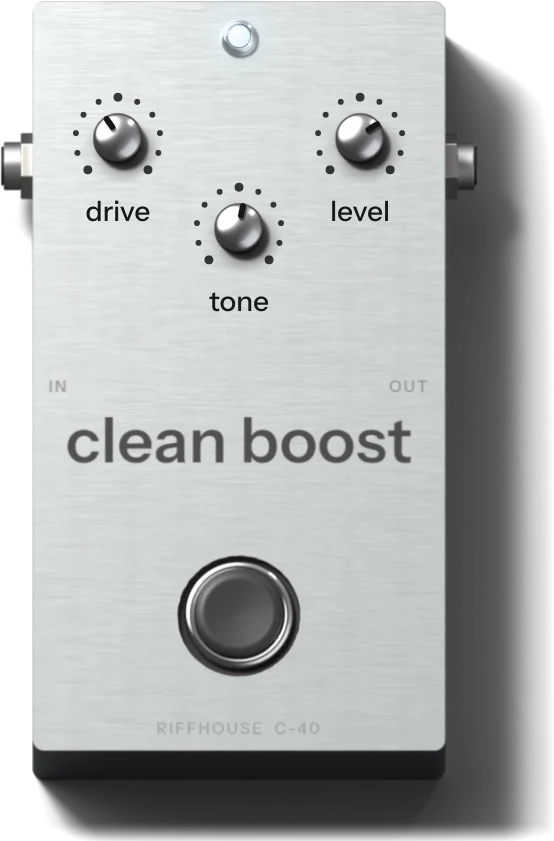 drive
level
tone
IN
OUT
clean boost
RIFFHOUSE C-40